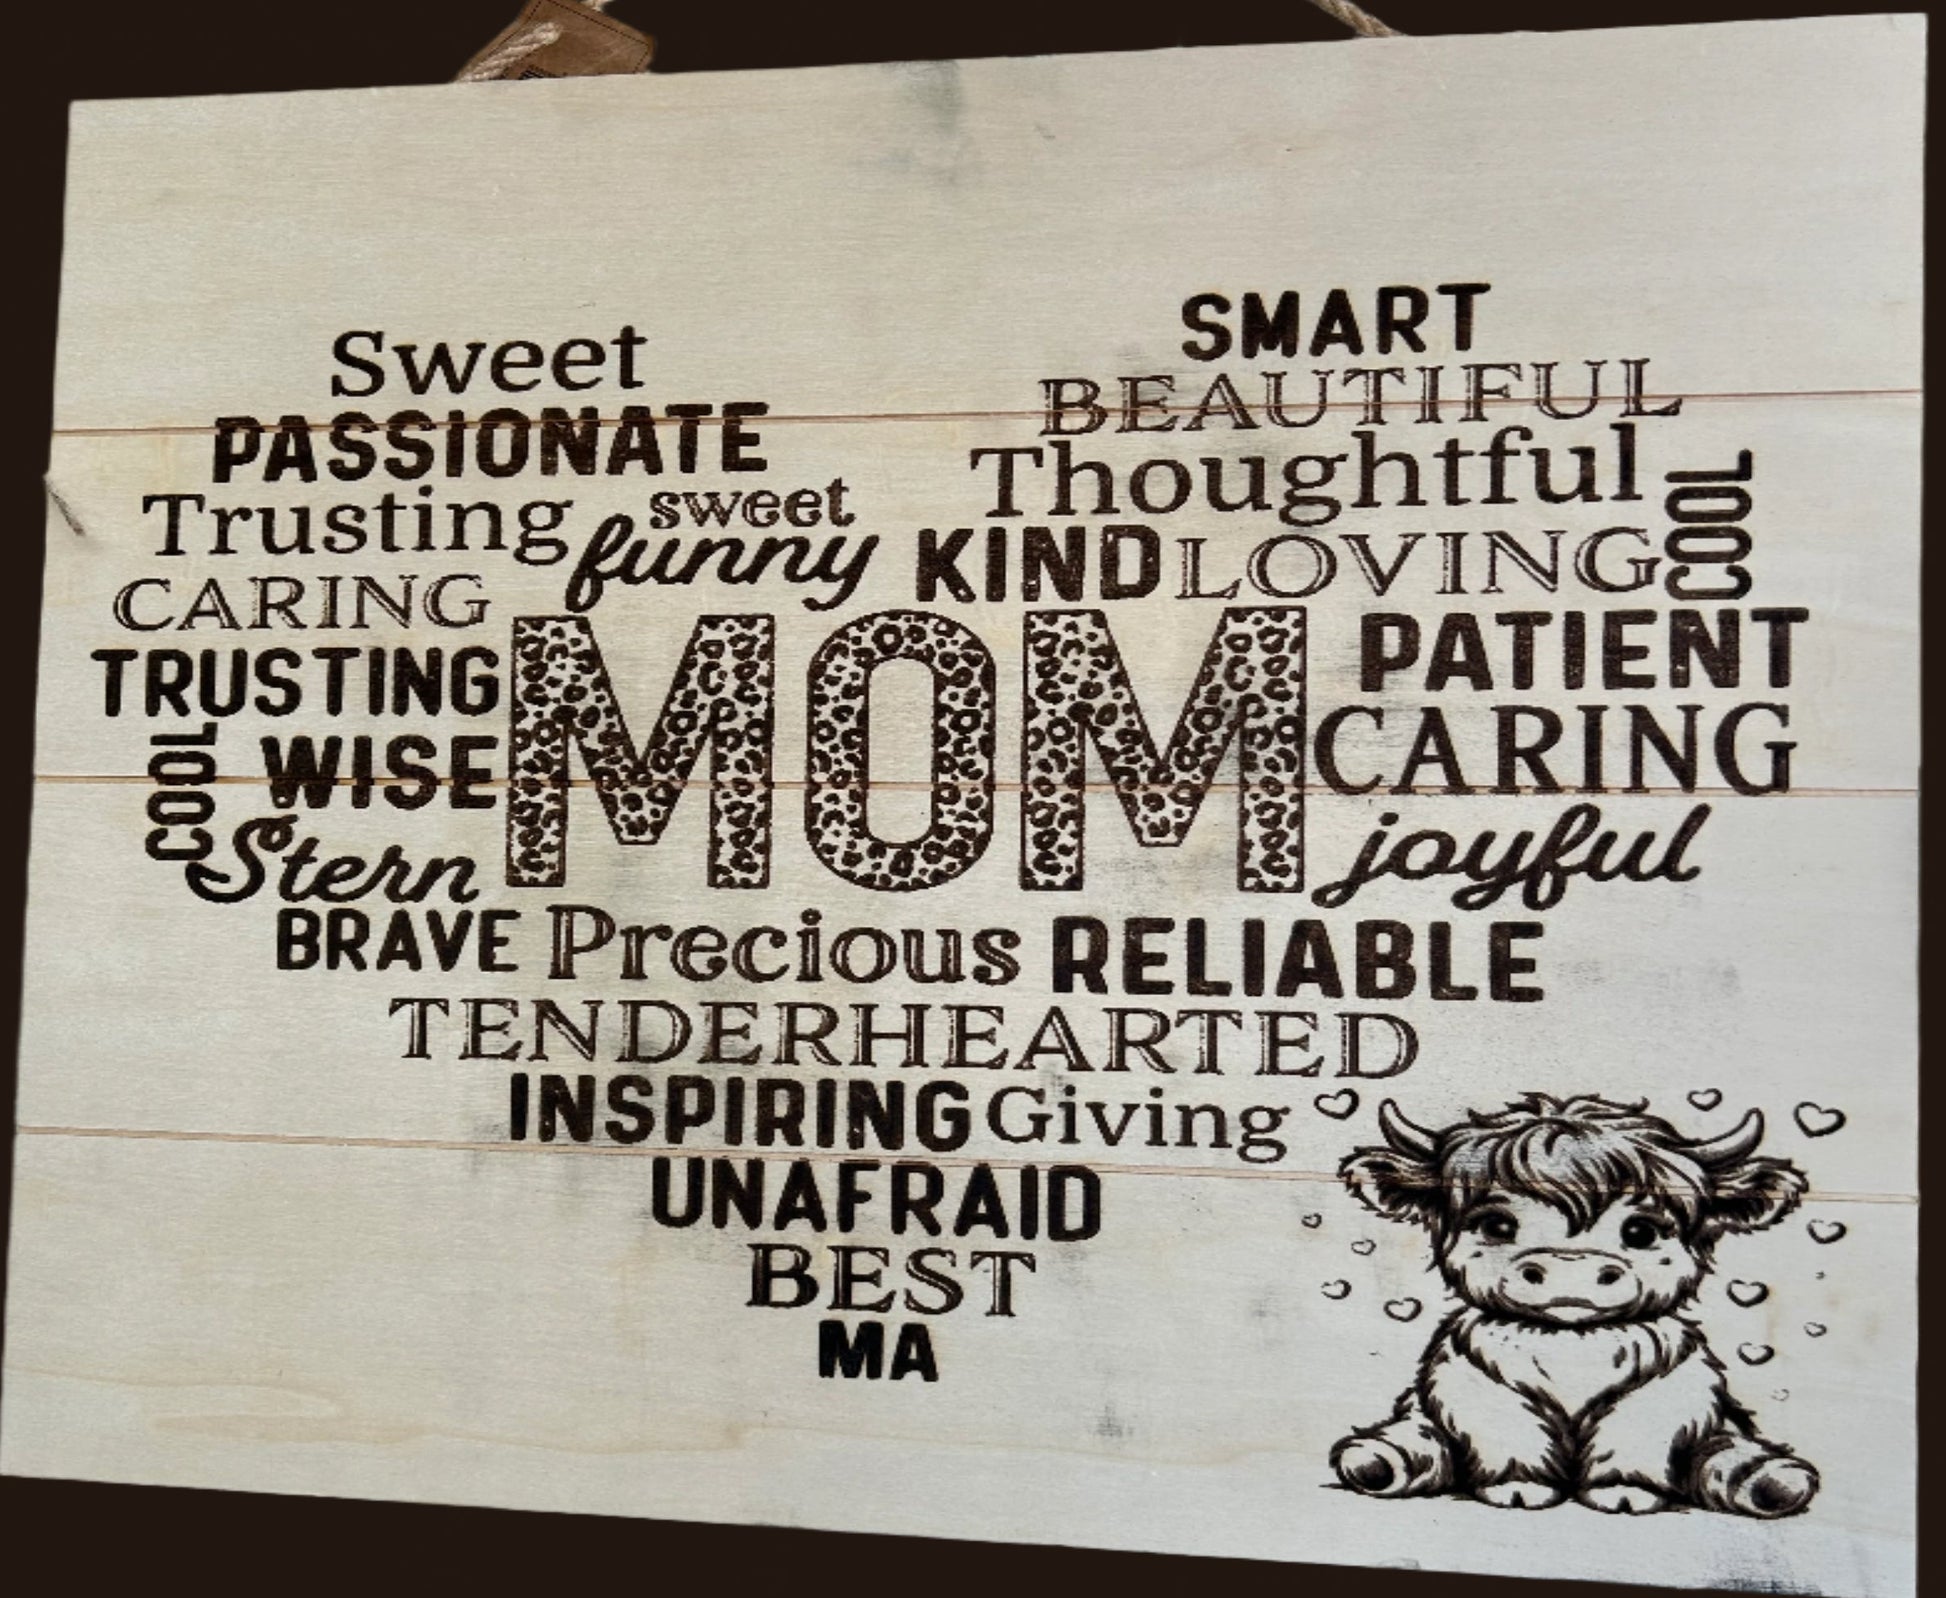 Sweet
PASSIONATE
Trusting
sweet
funny
CARING
TRUSTING
COOL
WISE
Stern
SMART
BEAUTIFUL
Thoughtful
COOL
KIND LOVING
MOM
PATIENT
CARING
joyful
BRAVE Precious RELIABLE
TENDERHEARTED
INSPIRING Giving
UNAFRAID
BEST
MA